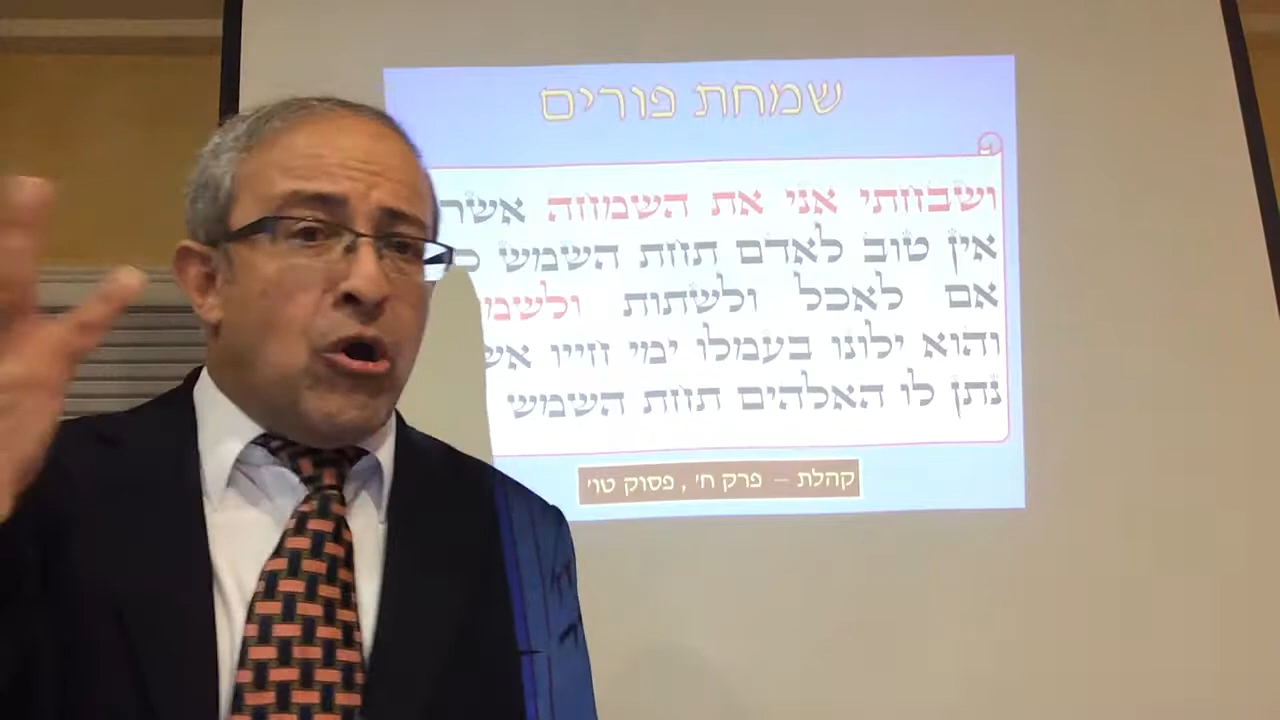 שמחת פורים
ושבחתי אני את השמחה אשר
אין טוב לאדם תחת השמש
אם לאכל ולשתות
והוא ילונו בעמלו ימי חייו
נתן לו האלהים תחת השמש
קהלת – פרק ח', פסוק טו'